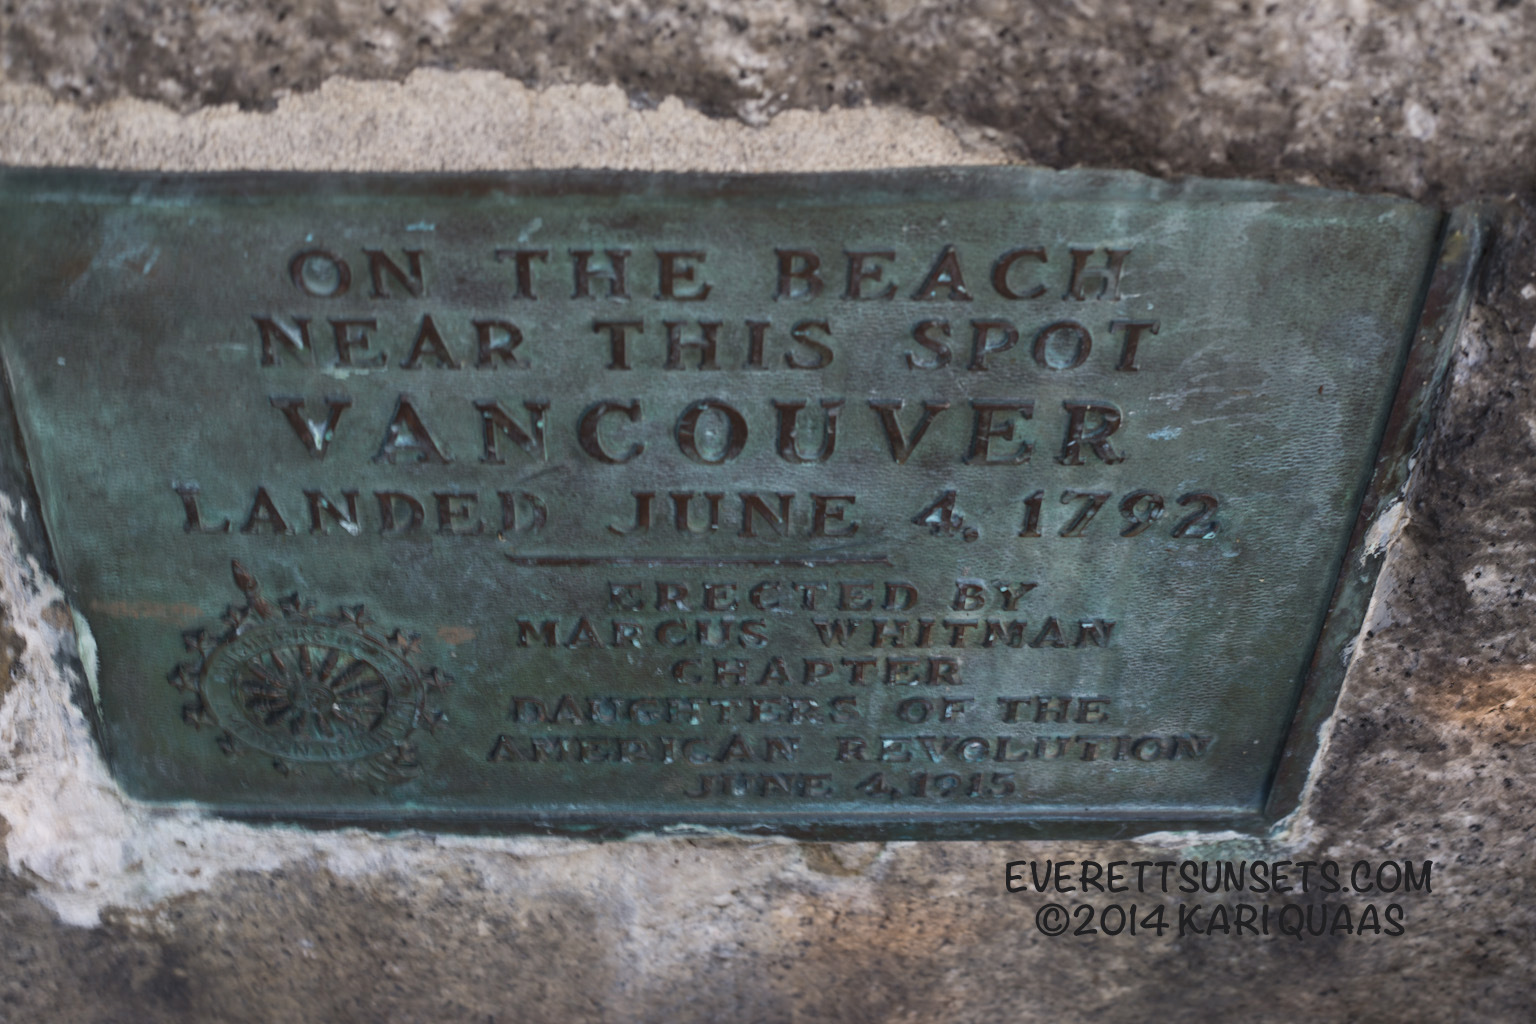 ON THE BEACH
NEAR THIS SPOT
VANCOUVER
LANDED JUNE 4, 1792
ERECTED BY
MARCUS WHITMAN
CHAPTER
DAUGHTERS OF THE
AMERICAN REVOLUTION
JUNE 4, 1915
EVERETTSUNSETS.COM
©2014 KARI QUAAS